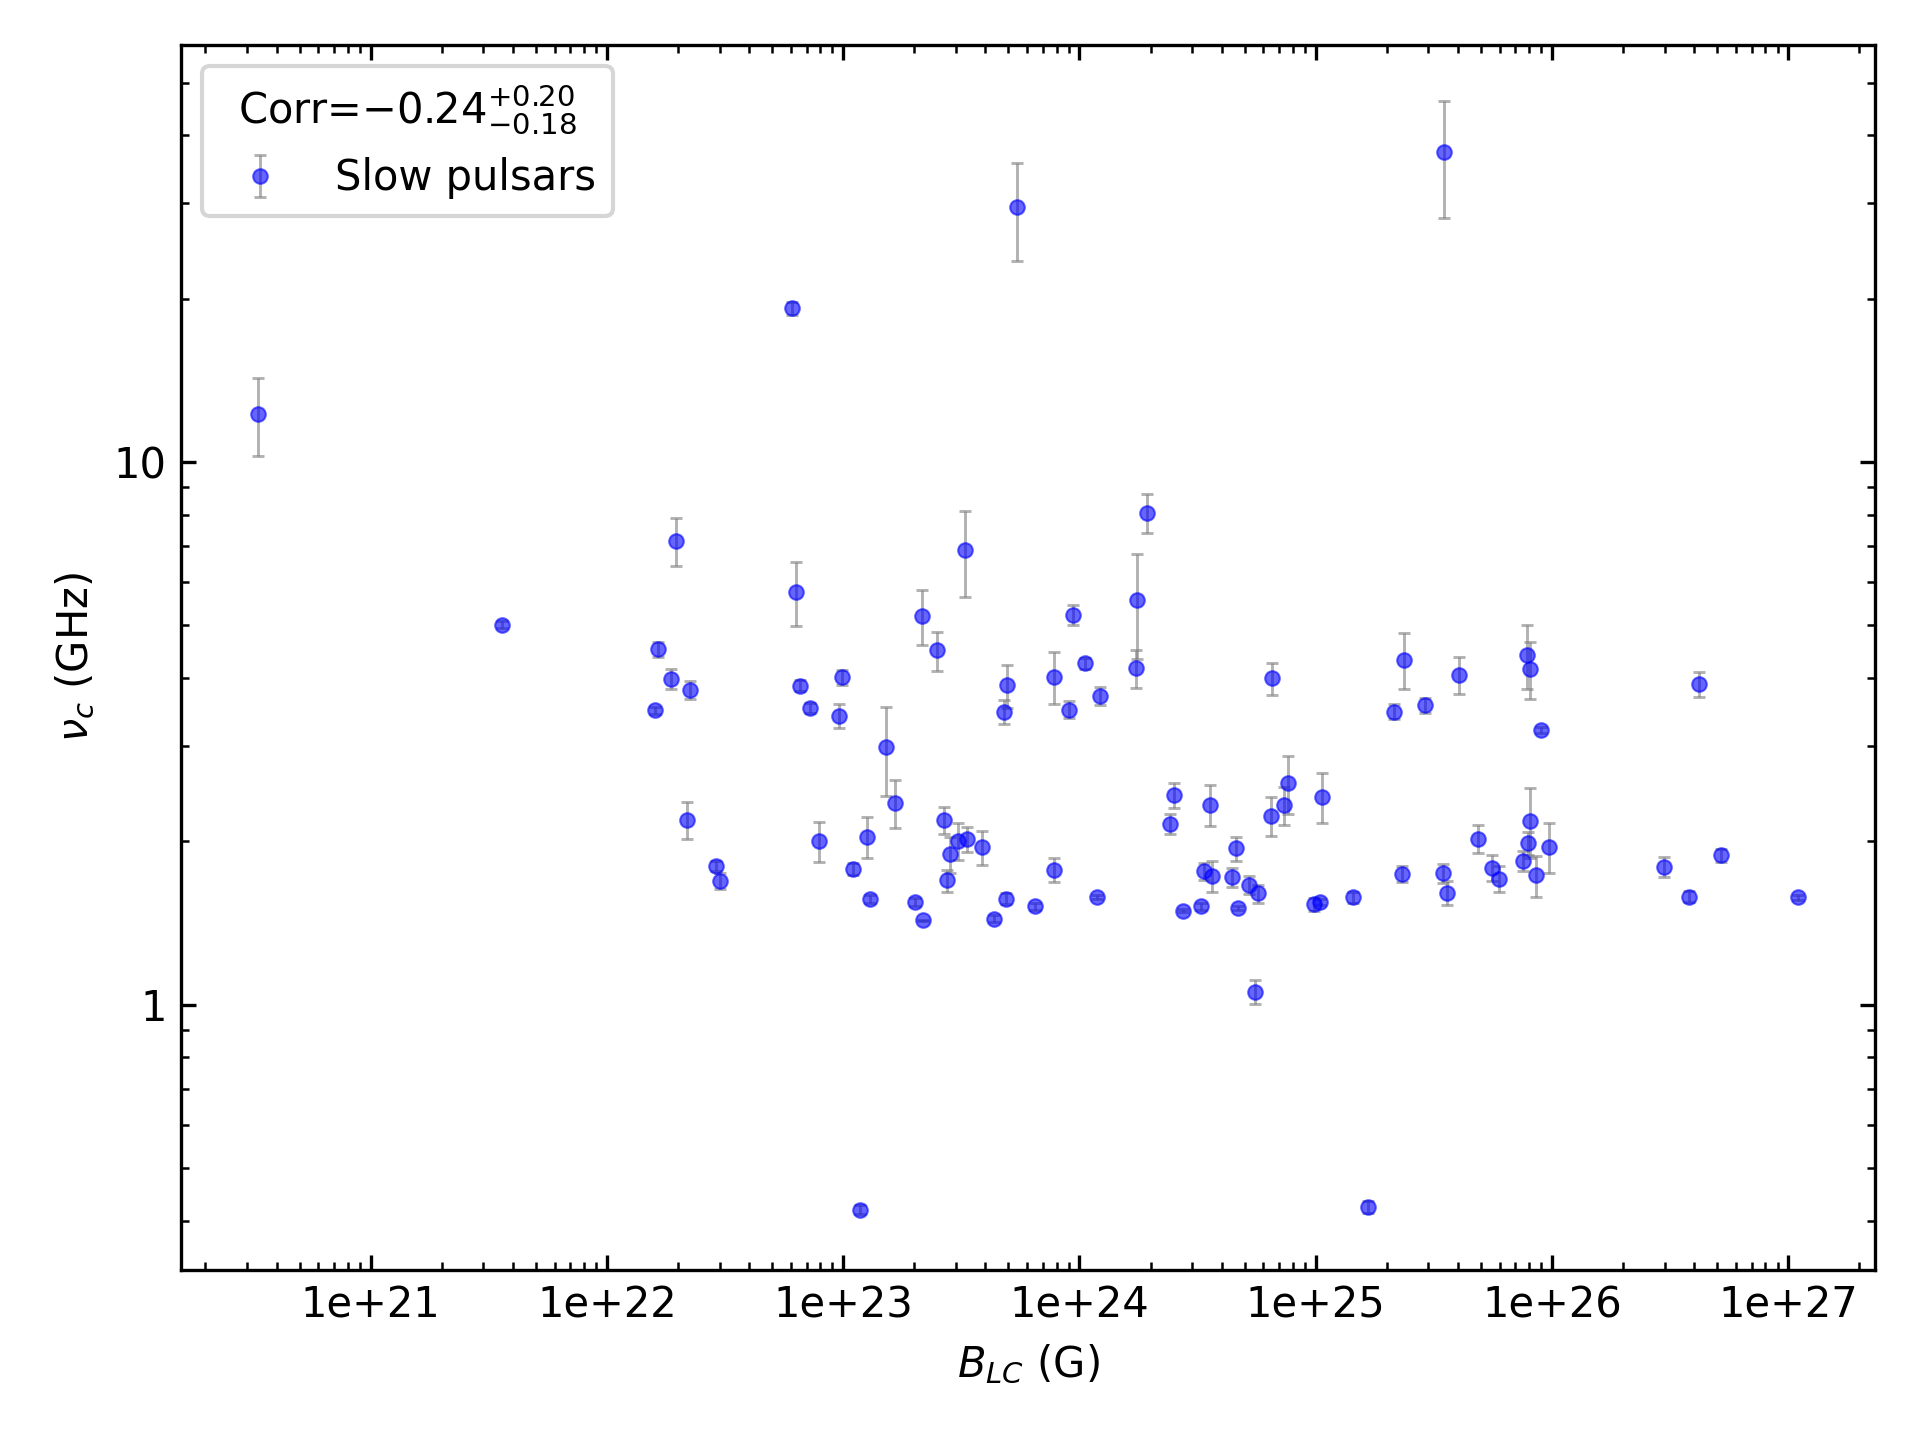 Corr=−0.24+0.20−0.18
Slow pulsars
10
1
νc (GHz)
1e+21 1e+22 1e+23 1e+24 1e+25 1e+26 1e+27
BLC (G)